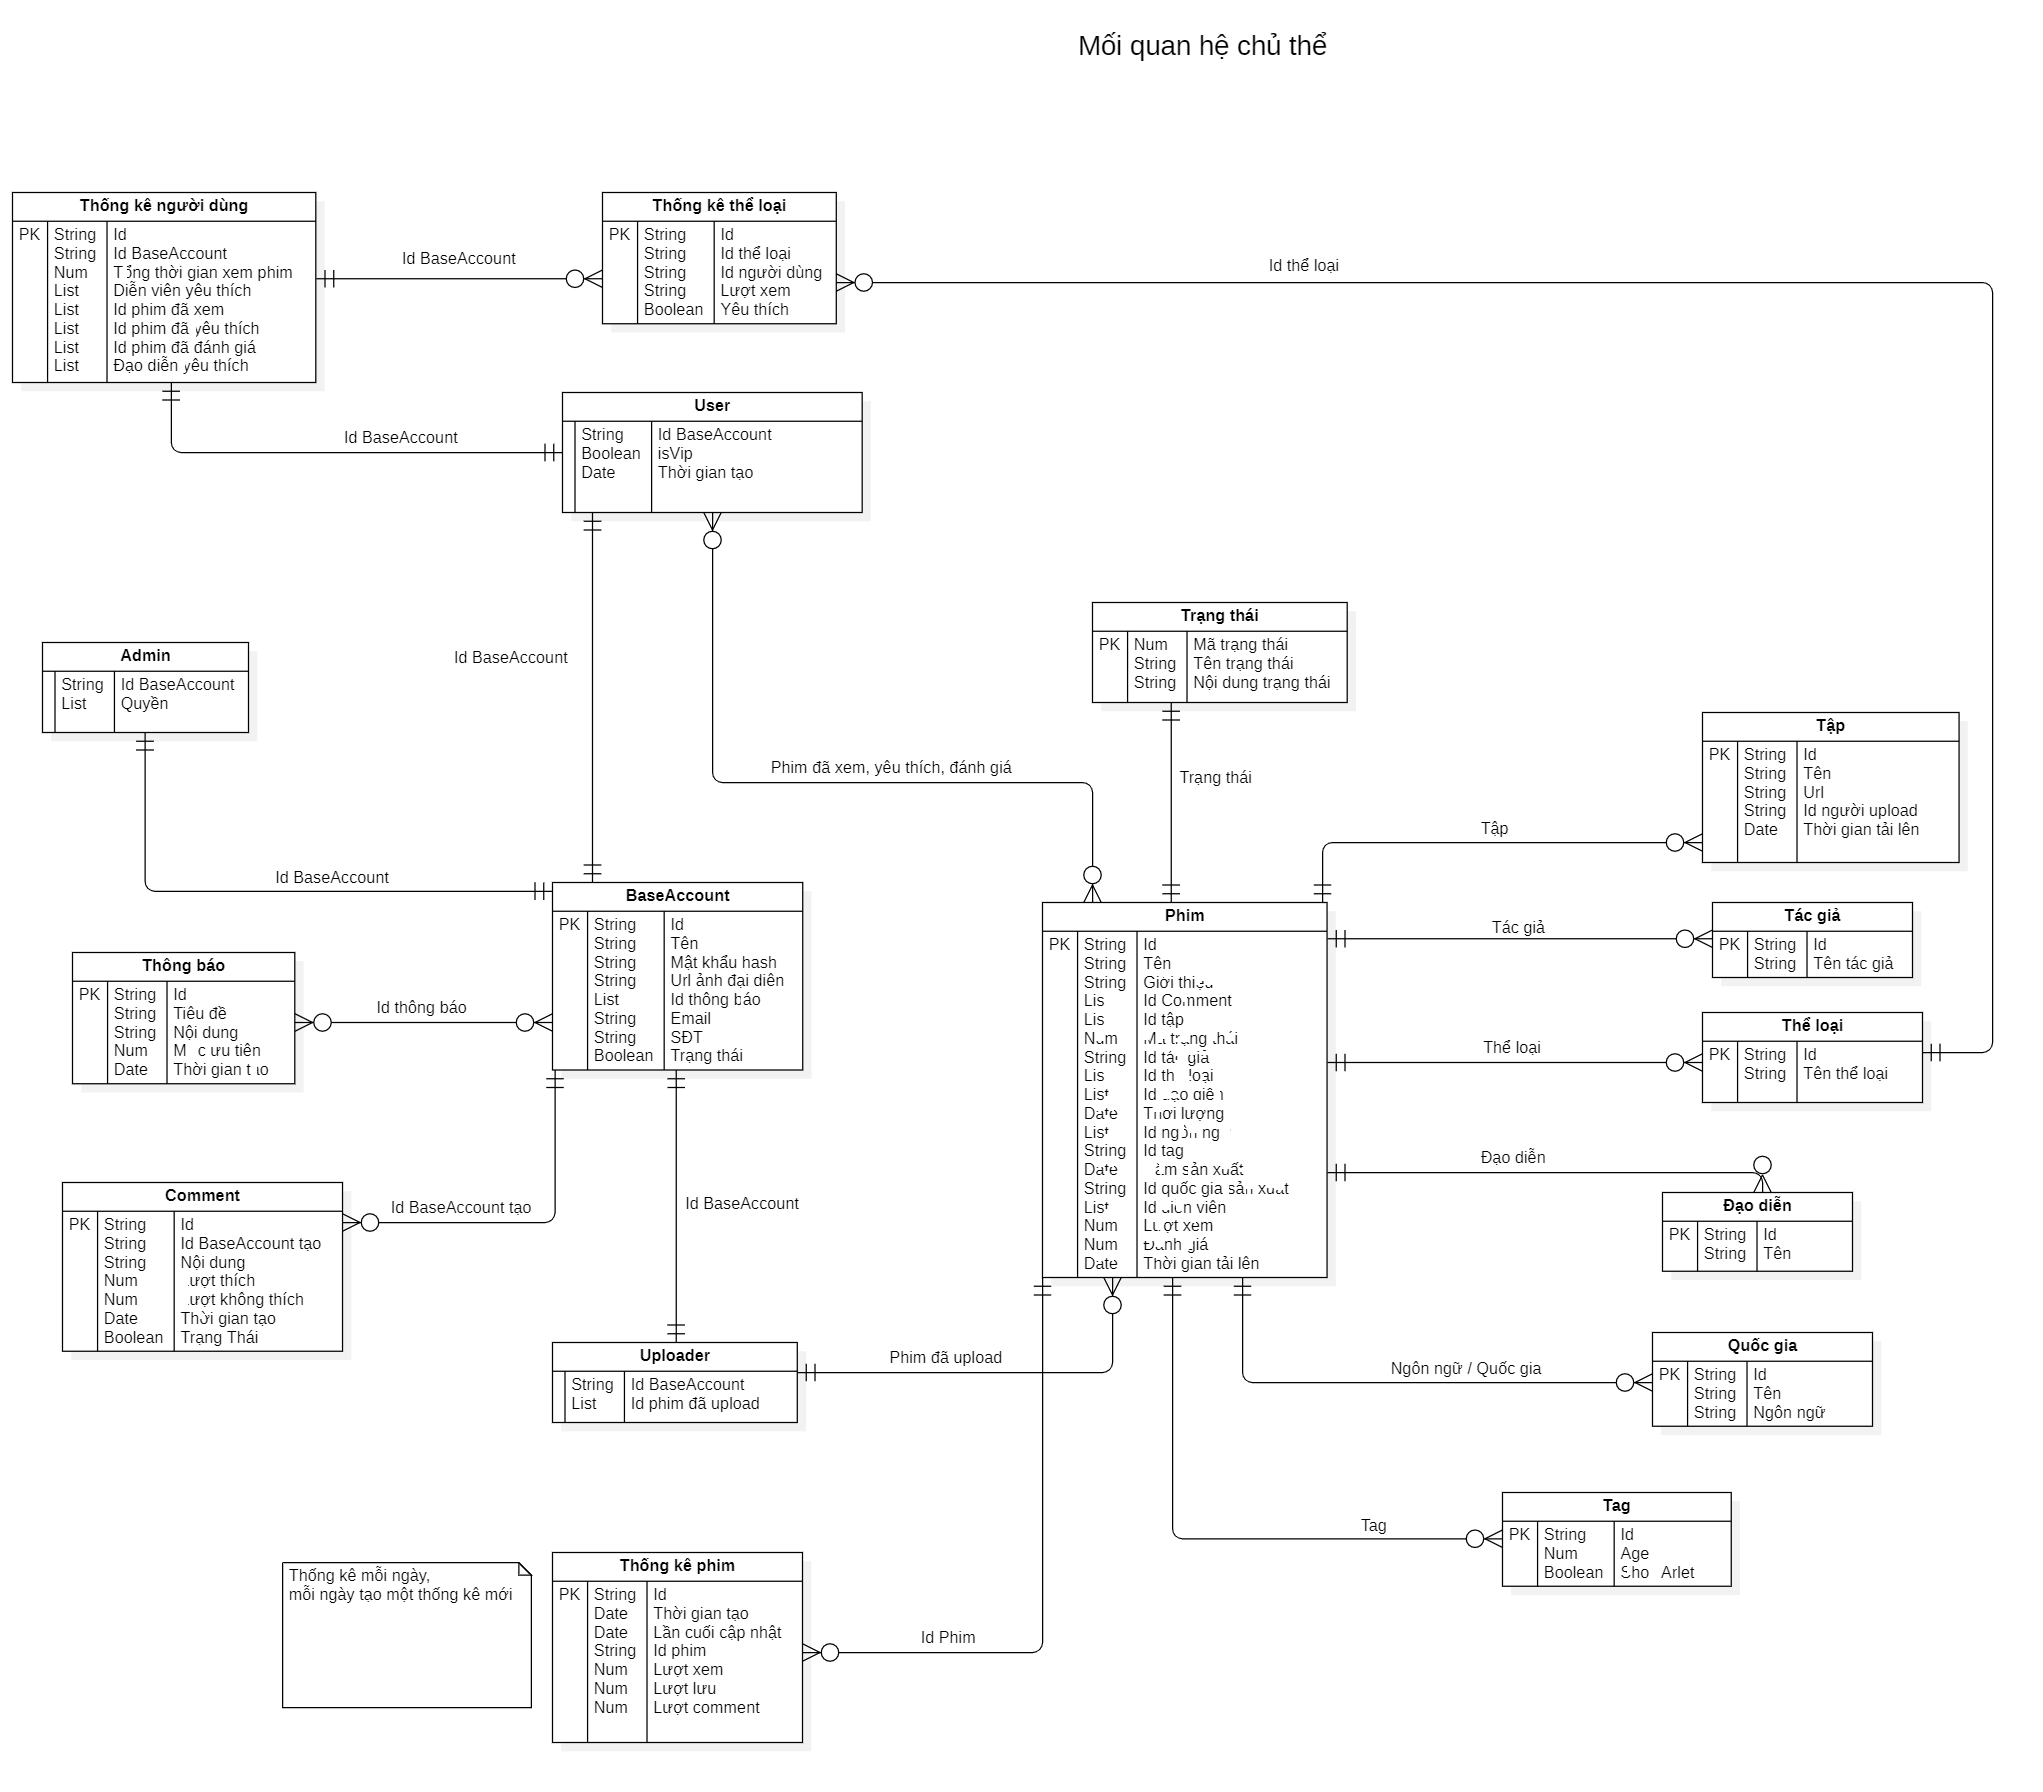 Mối quan hệ chủ thể
Thống kê người dùng
PK String Id
String Id BaseAccount
Num Tổng thời gian xem phim
List Diễn viên yêu thích
List Id phim đã xem
List Id phim đã yêu thích
List Id phim đã đánh giá
List Đạo diễn yêu thích
Id BaseAccount
Thống kê thể loại
PK String Id
String Id thể loại
String Id người dùng
String Lượt xem
Boolean Yêu thích
Id thể loại
Id BaseAccount
User
String Id BaseAccount
Boolean isVip
Date Thời gian tạo
Id BaseAccount
Admin
String Id BaseAccount
List Quyền
Id BaseAccount
Trạng thái
PK Num Mã trạng thái
String Tên trạng thái
String Nội dung trạng thái
Phim đã xem, yêu thích, đánh giá
Trạng thái
Tập
PK String Id
String Tên
String Url
String Id người upload
Date Thời gian tải lên
Tập
BaseAccount
PK String Id
String Tên
String Mật khẩu hash
String Url ảnh đại diên
List Id thông báo
String Email
String SĐT
Boolean Trạng thái
Thông báo
PK String Id
String Tiêu đề
String Nội dung
Num ưu tiên
Date Thời gian
Id thông báo
Phim
PK String Id
String Tên
String Giới thiệu
Id Comment
Id tập
Num Mã trạng thái
String Id tác giả
Id loại
List Id
Date Thời lượng
List Id
String Id tag
Date sản xuất
String Id quốc gia sản xuất
List Id diễn viên
Num Lượt xem
Num Đánh giá
Date Thời gian tải lên
Tác giả
Tác giả
PK String Id
String Tên tác giả
Thể loại
Thể loại
PK String Id
String Tên thể loại
Đạo diễn
Đạo diễn
PK String Id
String Tên
Comment
PK String Id
String Id BaseAccount tạo
String Nội dung
Num thích
Num không thích
Date Thời gian tạo
Boolean Trạng Thái
Id BaseAccount tạo
Id BaseAccount
Uploader
String Id BaseAccount
List Id phim đã upload
Phim đã upload
Ngôn ngữ / Quốc gia
Quốc gia
PK String Id
String Tên
String Ngôn ngữ
Tag
Tag
PK String Id
Num Age
Boolean Arlet
Thống kê mỗi ngày,
mỗi ngày tạo một thống kê mới
Thống kê phim
PK String Id
Date Thời gian tạo
Date Lần cuối cập nhật
String Id phim
Num Lượt xem
Num Lượt lưu
Num Lượt comment
Id Phim